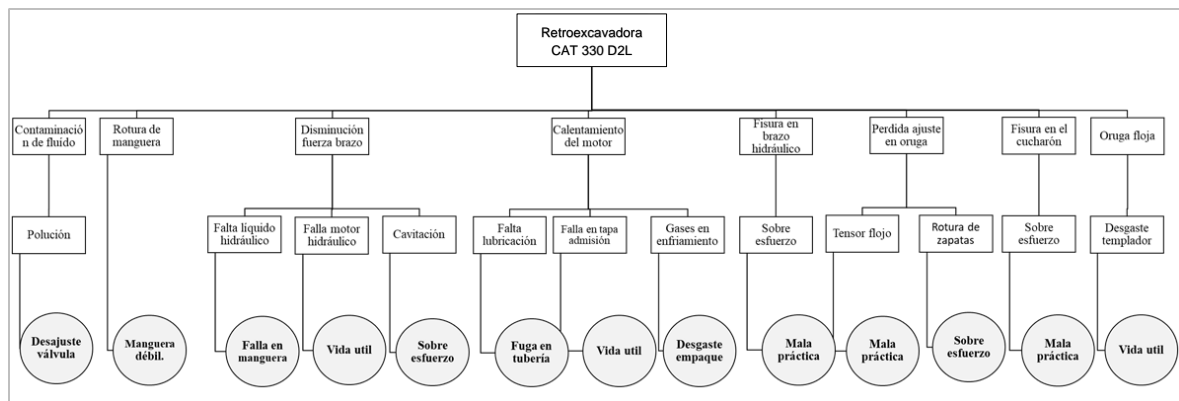 Retroexcavadora
CAT 330 D2L
Contaminació
n de fluído
Rotura de
manguera
Disminución
fuerza brazo
Calentamiento
del motor
Fisura en
brazo
hidráulico
Perdida ajuste
en oruga
Fisura en el
cucharón
Oruga floja
Polución
Falta líquido
hidráulico
Falla motor
hidráulico
Cavitación
Falta
lubricación
Falla en tapa
admisión
Gases en
enfriamiento
Sobre
esfuerzo
Tensor flojo
Rotura de
zapatas
Sobre
esfuerzo
Desgaste
templador
Desajuste
válvula
Manguera
débil.
Falla en
manguera
Vida util
Sobre
esfuerzo
Fuga en
tubería
Vida util
Desgaste
empaque
Mala
práctica
Mala
práctica
Sobre
esfuerzo
Mala
práctica
Vida util